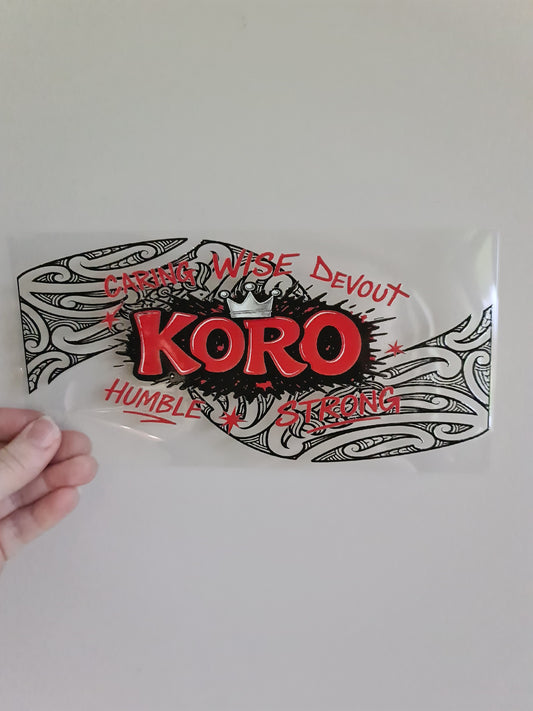 CARING WISE DEVOUT
KORO
HUMBLE STRONG